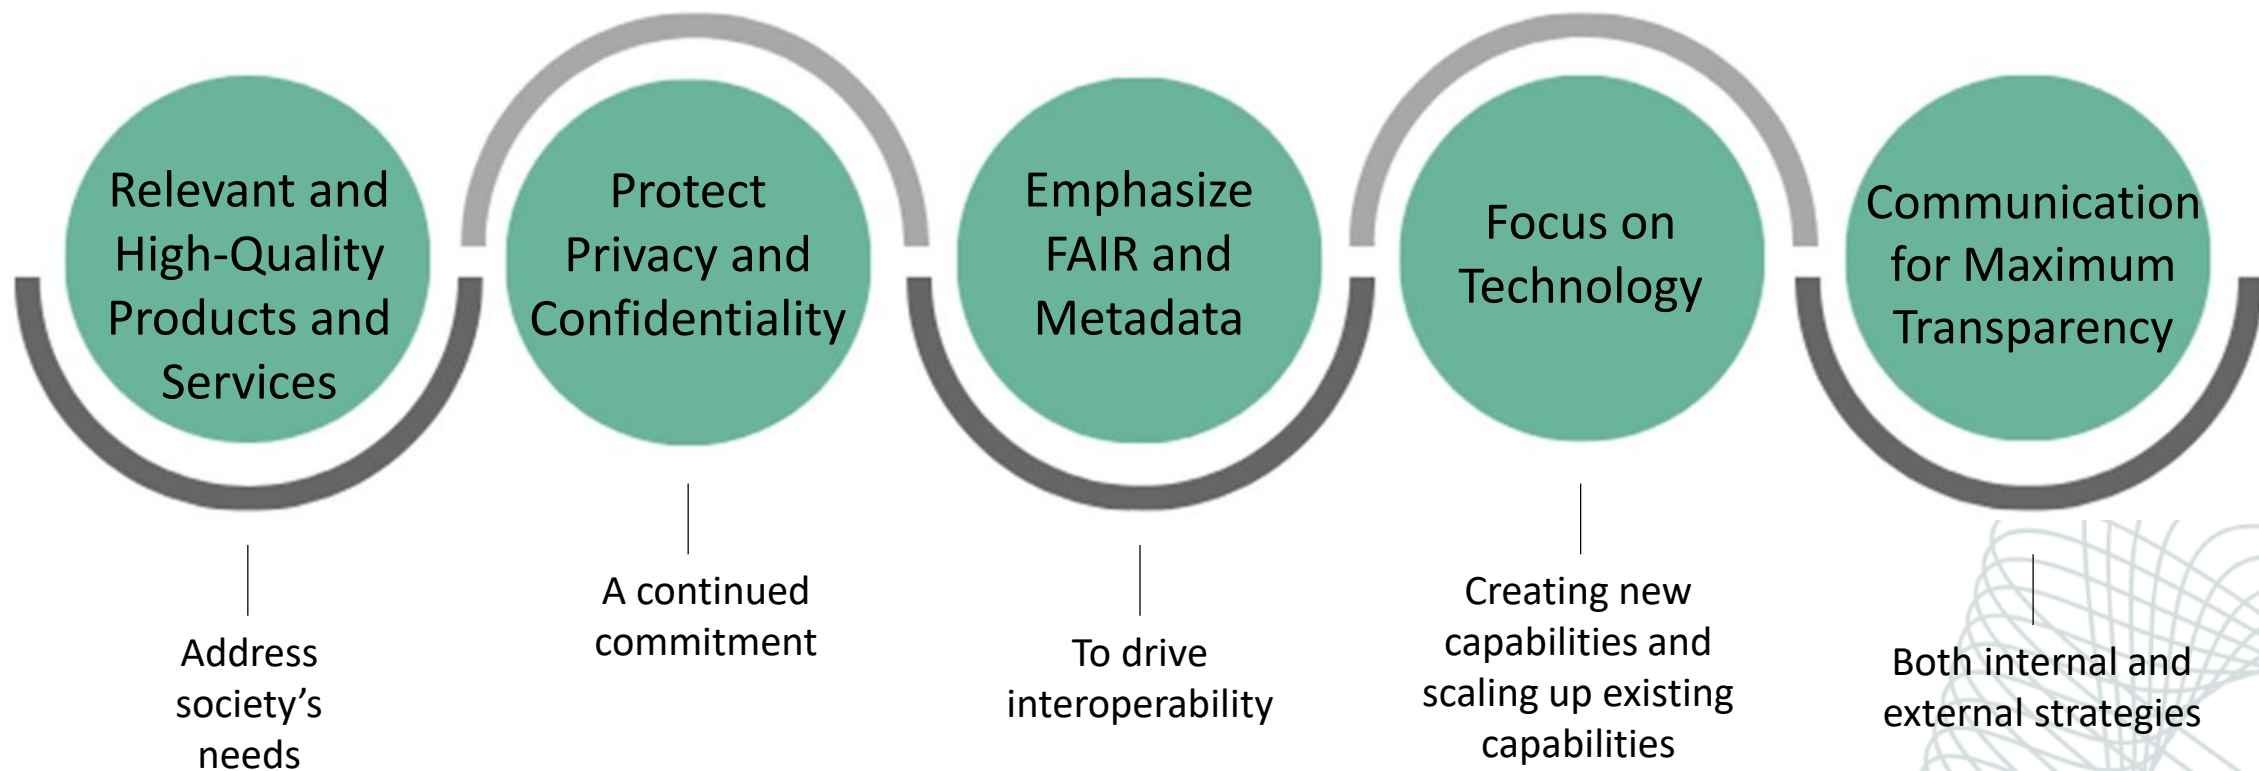 Relevant and
High-Quality
Products and
Services
Protect
Privacy and
Confidentiality
Emphasize
FAIR and
Metadata
Focus on
Technology
Communication
for Maximum
Transparency
Address
society’s
needs
A continued
commitment
To drive
interoperability
Creating new
capabilities and
scaling up existing
capabilities
Both internal and
external strategies